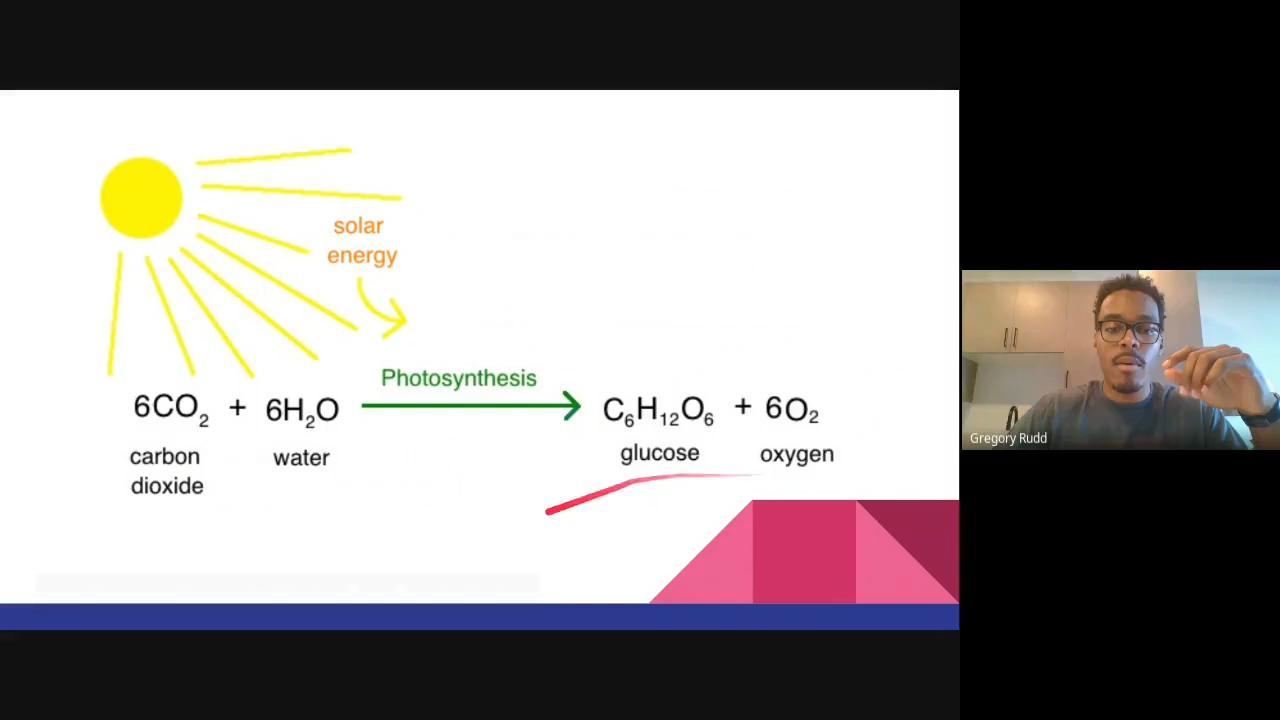 solar
energy
Photosynthesis
6CO₂ + 6H₂O
C₆H₁₂O₆ + 6O₂
carbon
dioxide
water
glucose
oxygen
Gregory Rudd